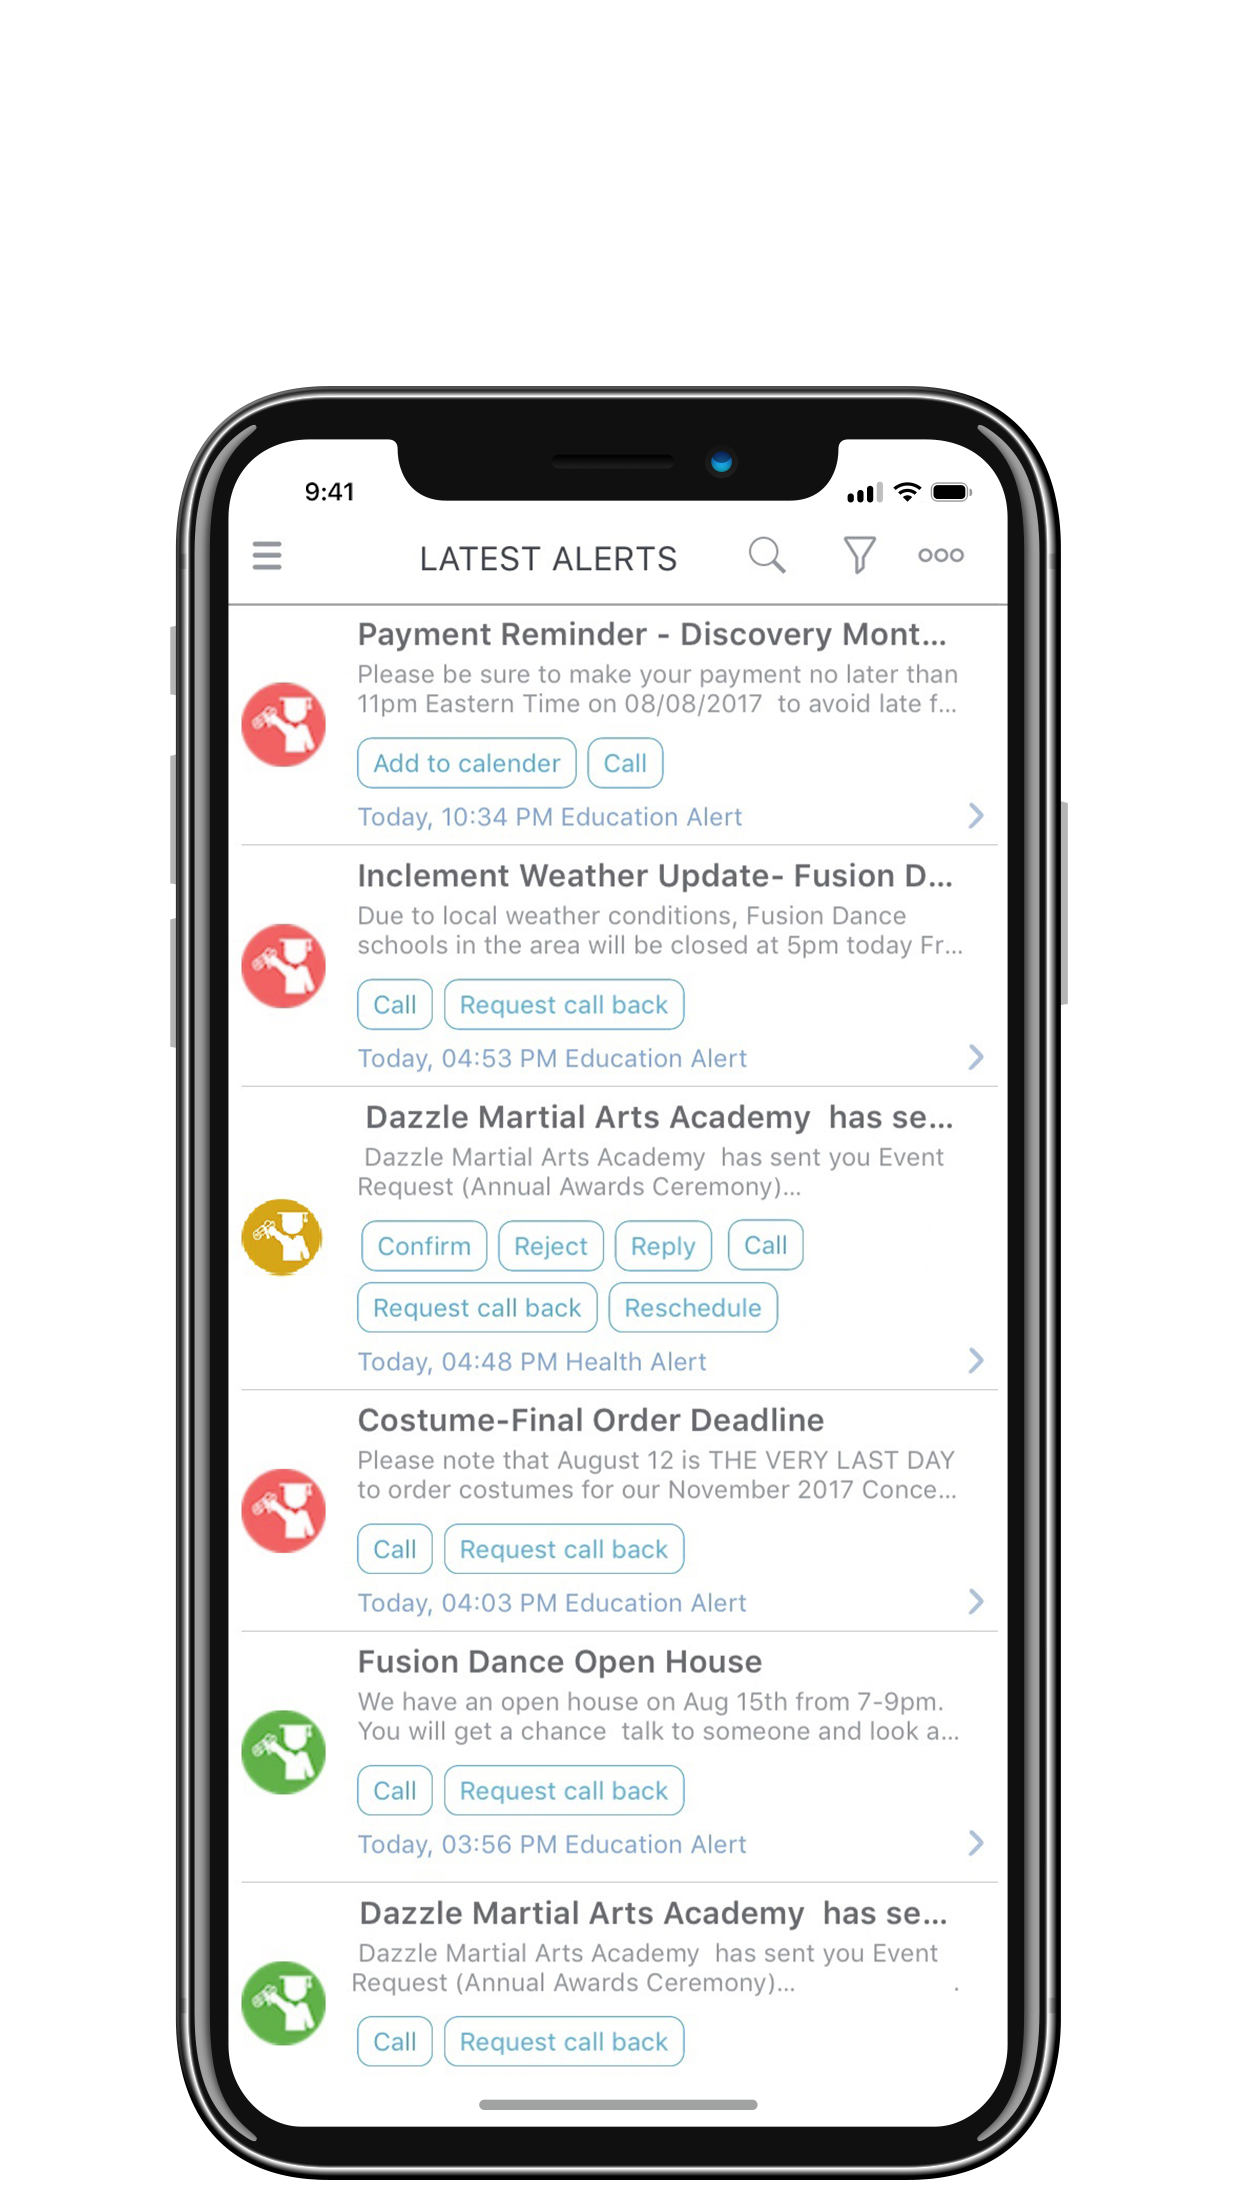 9:41
LATEST ALERTS
Payment Reminder - Discovery Mont...
Please be sure to make your payment no later than
11pm Eastern Time on 08/08/2017  to avoid late f...
Add to calender Call
Today, 10:34 PM Education Alert
Inclement Weather Update- Fusion D...
Due to local weather conditions, Fusion Dance
schools in the area will be closed at 5pm today Fr...
Call Request call back
Today, 04:53 PM Education Alert
Dazzle Martial Arts Academy  has se...
Dazzle Martial Arts Academy  has sent you Event
Request (Annual Awards Ceremony)...
Confirm Reject Reply Call
Request call back Reschedule
Today, 04:48 PM Health Alert
Costume-Final Order Deadline
Please note that August 12 is THE VERY LAST DAY
to order costumes for our November 2017 Conce...
Call Request call back
Today, 04:03 PM Education Alert
Fusion Dance Open House
We have an open house on Aug 15th from 7-9pm.
You will get a chance  talk to someone and look a...
Call Request call back
Today, 03:56 PM Education Alert
Dazzle Martial Arts Academy  has se...
Dazzle Martial Arts Academy  has sent you Event
Request (Annual Awards Ceremony)... .
Call Request call back